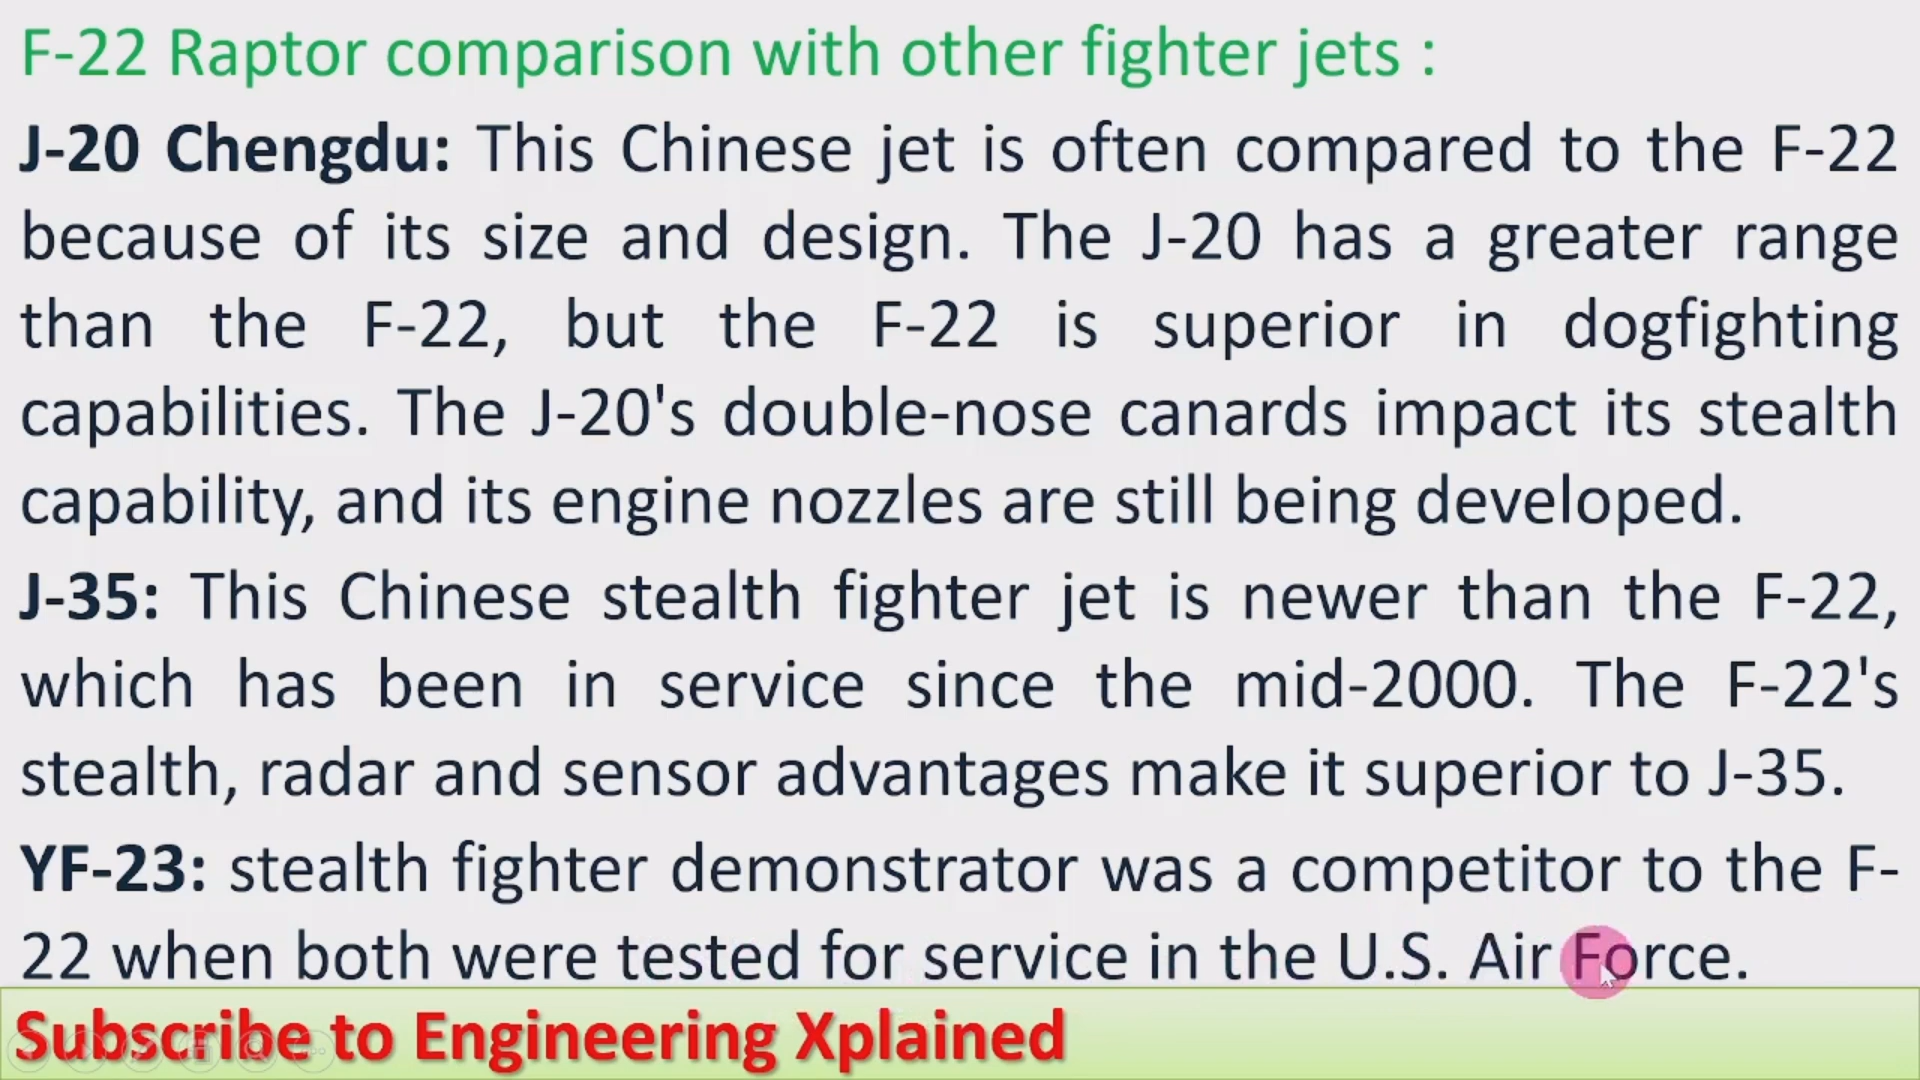 F-22 Raptor comparison with other fighter jets :
J-20 Chengdu: This Chinese jet is often compared to the F-22
because of its size and design. The J-20 has a greater range
than the F-22, but the F-22 is superior in dogfighting
capabilities. The J-20's double-nose canards impact its stealth
capability, and its engine nozzles are still being developed.
J-35: This Chinese stealth fighter jet is newer than the F-22,
which has been in service since the mid-2000. The F-22's
stealth, radar and sensor advantages make it superior to J-35.
YF-23: stealth fighter demonstrator was a competitor to the F-
22 when both were tested for service in the U.S. Air Force.
Subscribe to Engineering Xplained